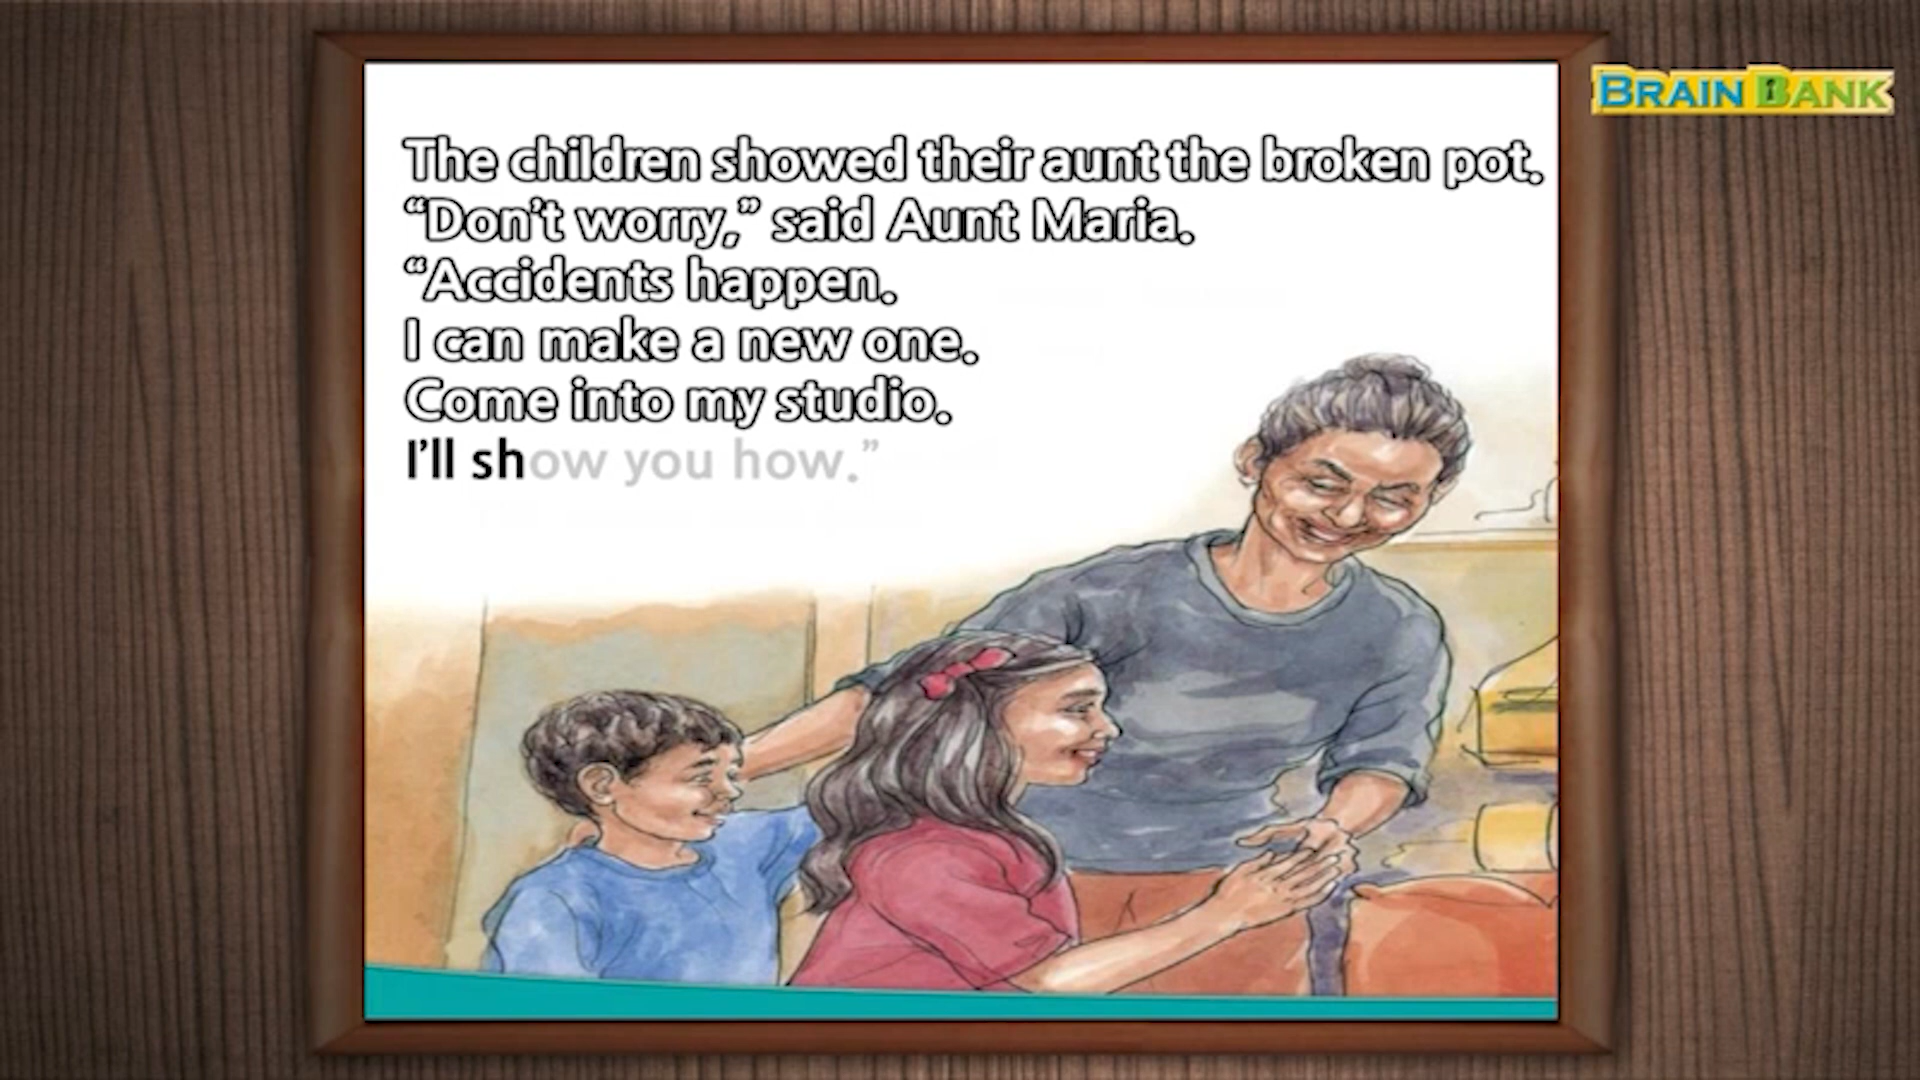 BRAIN BANK
The children showed their aunt the broken pot.
“Don’t worry,” said Aunt Maria.
“Accidents happen.
I can make a new one.
Come into my studio.
I’ll show you how.”